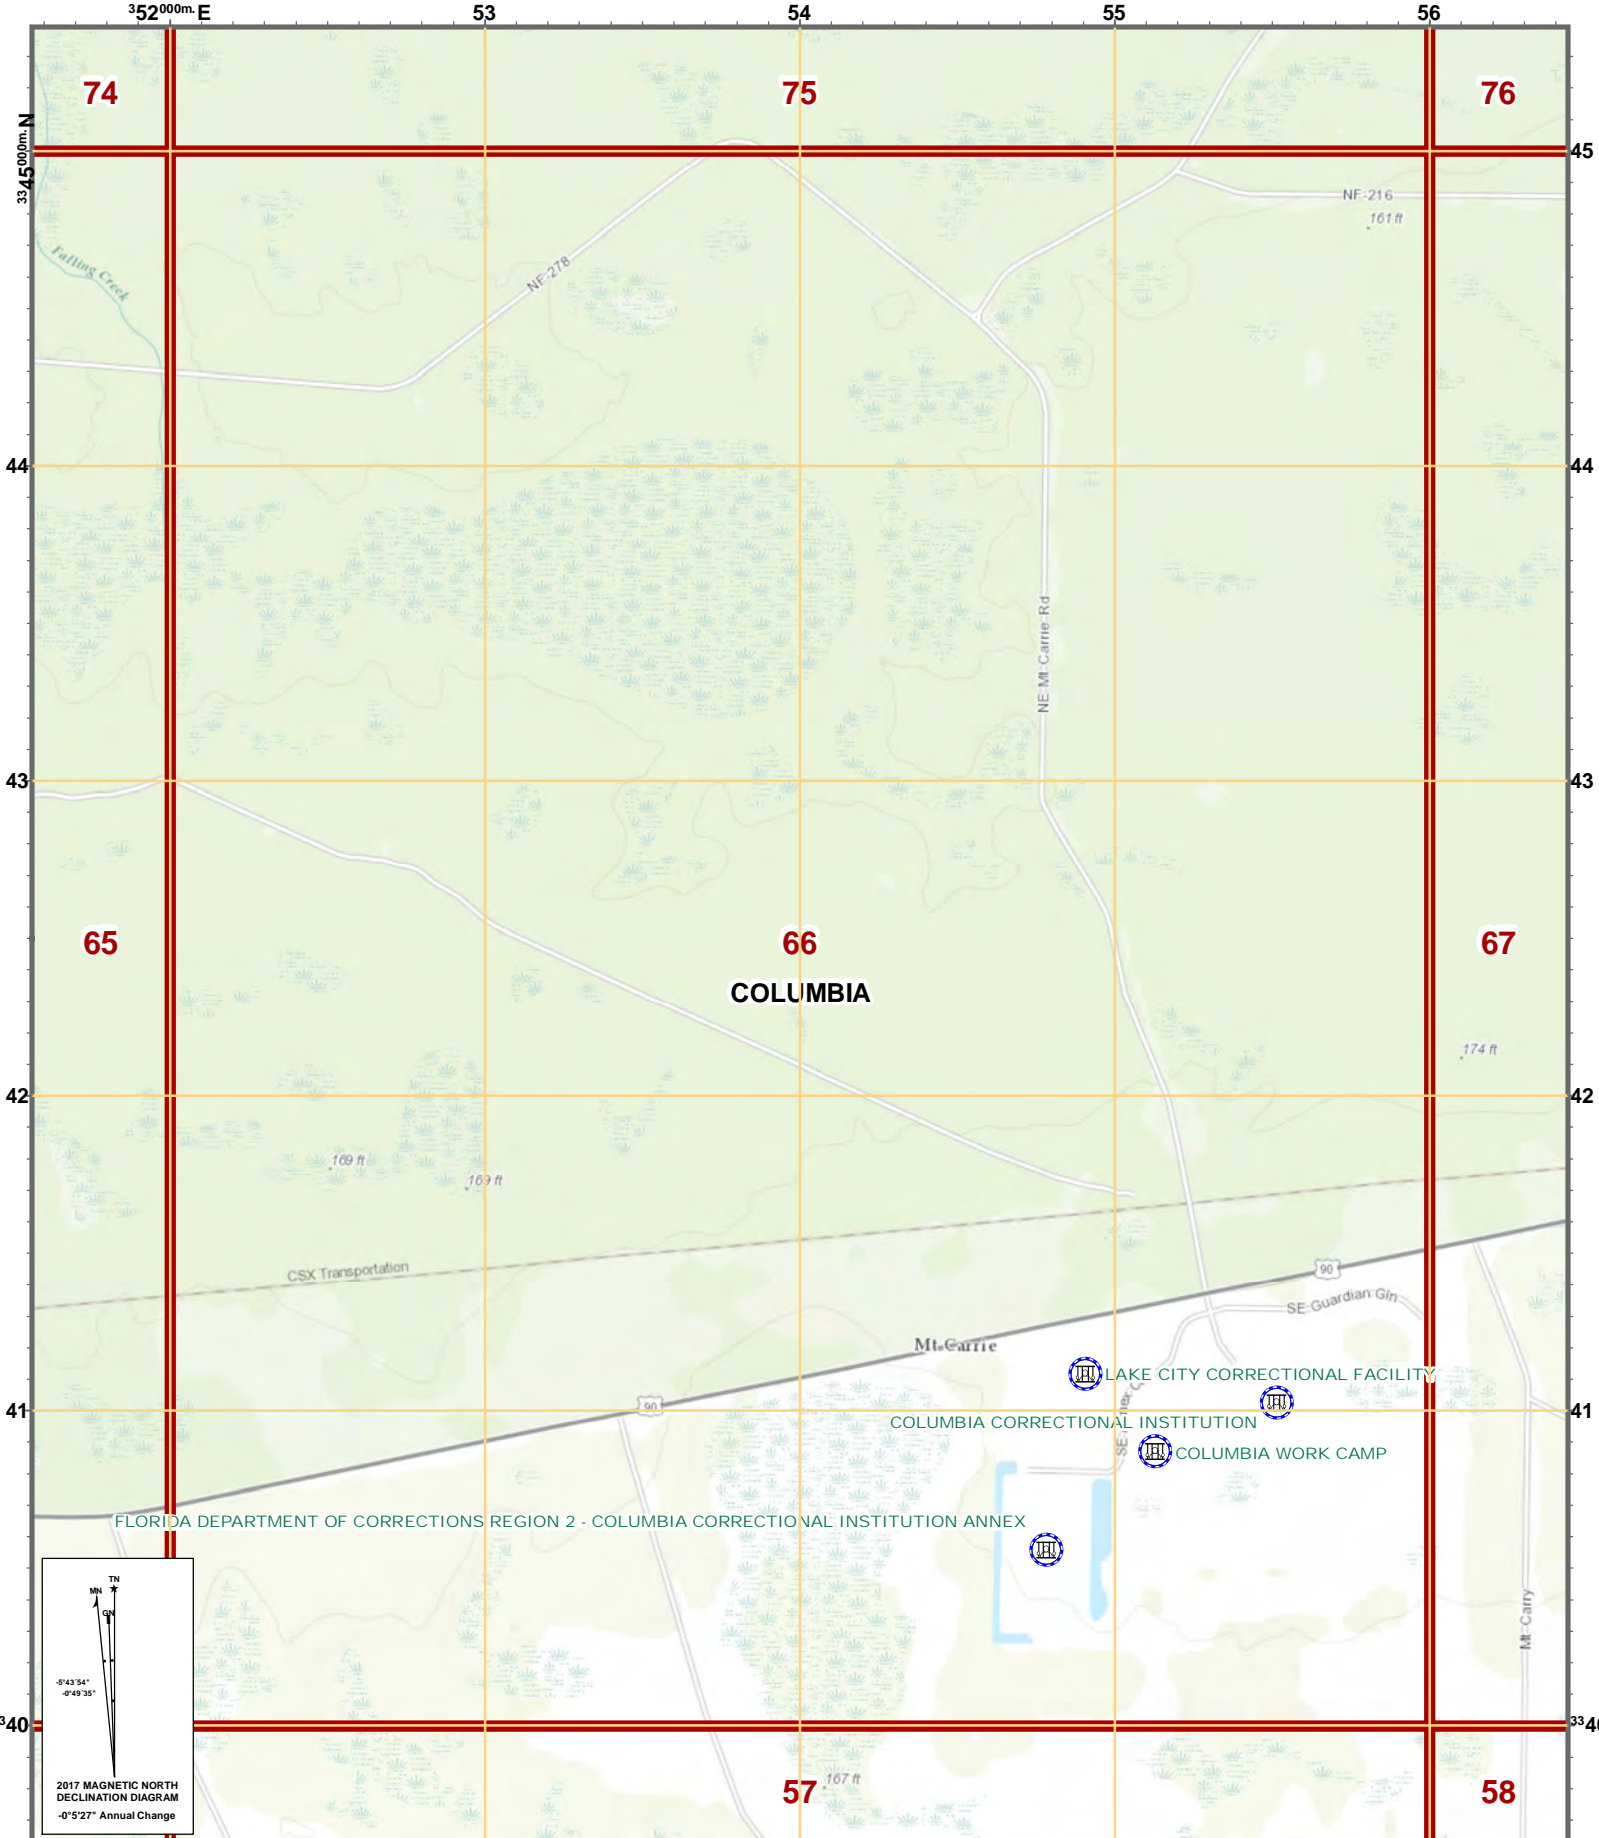 352000m. E 53 54 55 56
74 75 76
3345000m. N
45
NF-216
161 ft
Falling Creek
NF-278
44 44
NE Mt Carrie Rd
43 43
65 66 67
COLUMBIA
174 ft
42 42
169 ft
169 ft
CSX Transportation
90
SE Guardian Gln
Mt. Carrie
LAKE CITY CORRECTIONAL FACILITY
90
41 41
COLUMBIA CORRECTIONAL INSTITUTION
COLUMBIA WORK CAMP
FLORIDA DEPARTMENT OF CORRECTIONS REGION 2 - COLUMBIA CORRECTIONAL INSTITUTION ANNEX
Mt Carry
TN
MN
GN
-5°43'54"
-0°49'35"
40
2017 MAGNETIC NORTH
DECLINATION DIAGRAM
-0°5'27" Annual Change
57 58
167 ft